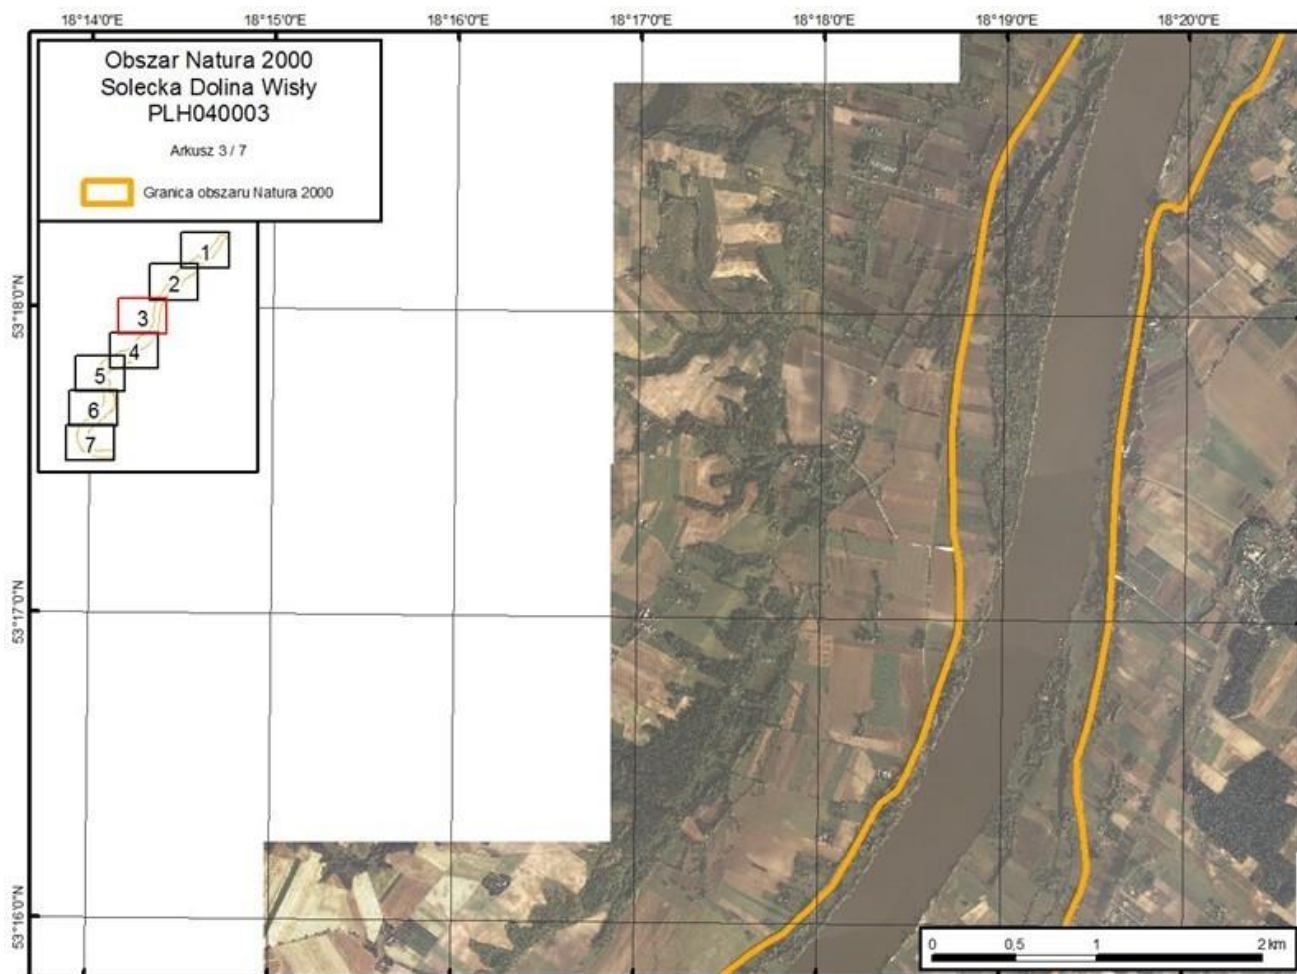 18°14'0"E 18°15'0"E 18°16'0"E 18°17'0"E 18°18'0"E 18°19'0"E 18°20'0"E
Obszar Natura 2000
Solecka Dolina Wisły
PLH040003
Arkusz 3 / 7
Granica obszaru Natura 2000
1
2
3
4
5
6
7
53°18'0"N
53°17'0"N
53°16'0"N
0 0,5 1 2 km